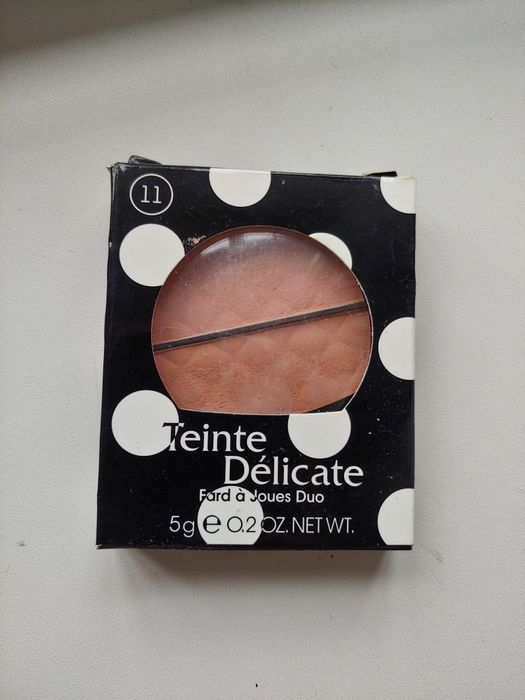 11
Teinte
Délicate
Fard à Joues Duo
5g e 0.2 OZ. NET WT.